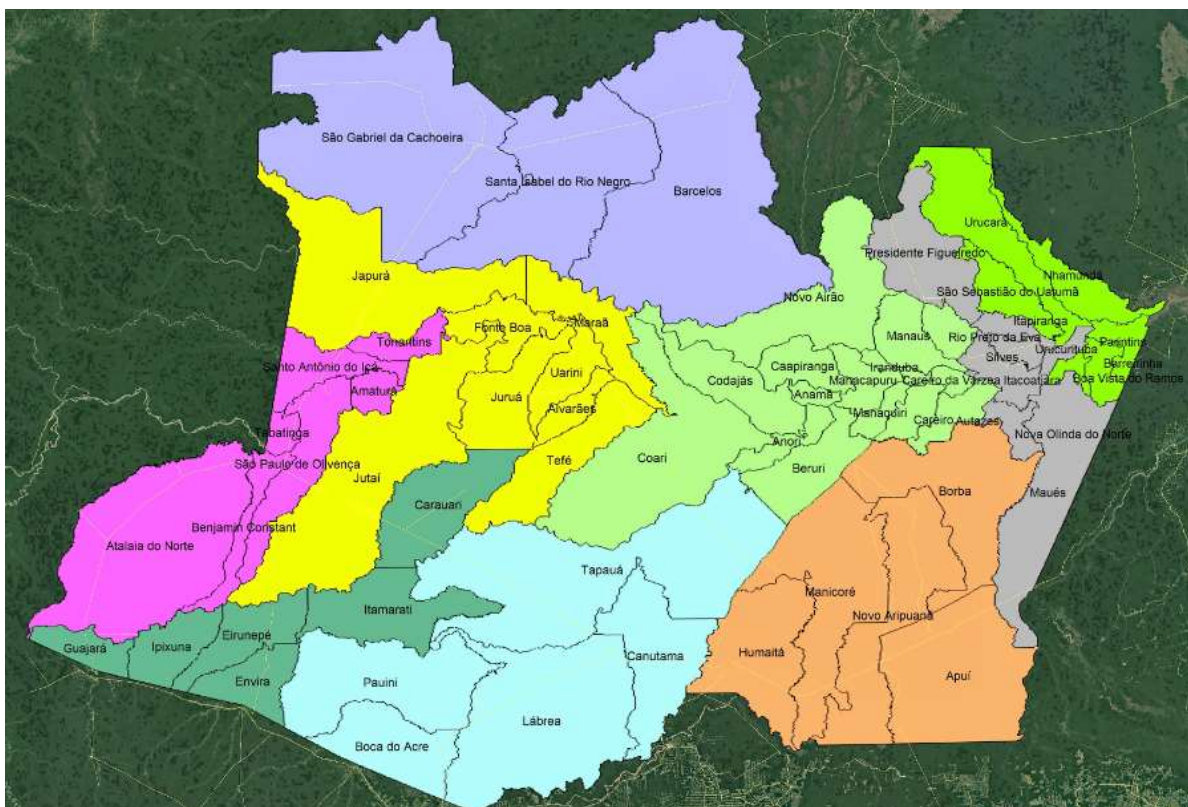 São Gabriel da Cachoeira
Santa Isabel do Rio Negro
Barcelos
Urucará
Presidente Figueiredo
Nhamundá
Japurá
São Sebastião do Uatumã
Novo Airão
Itapiranga
Fonte Boa
Maraã
Tonantins
Manaus
Rio Preto da Eva
Parintins
Urucurituba
Silves
Barreirinha
Santo Antônio do Içá
Uarini
Caapiranga
Iranduba
Boa Vista do Ramos
Codajás
Manacapuru
Careiro da Várzea
Itacoatiara
Amaturá
Juruá
Anamã
Alvarães
Manaquiri
Careiro
Autazes
Tabatinga
Nova Olinda do Norte
Anori
Tefé
Coari
São Paulo de Olivença
Beruri
Jutaí
Borba
Maués
Carauari
Benjamin Constant
Atalaia do Norte
Tapauá
Manicoré
Itamarati
Novo Aripuanã
Eirunepé
Guajará
Ipixuna
Canutama
Humaitá
Apuí
Envira
Pauini
Lábrea
Boca do Acre